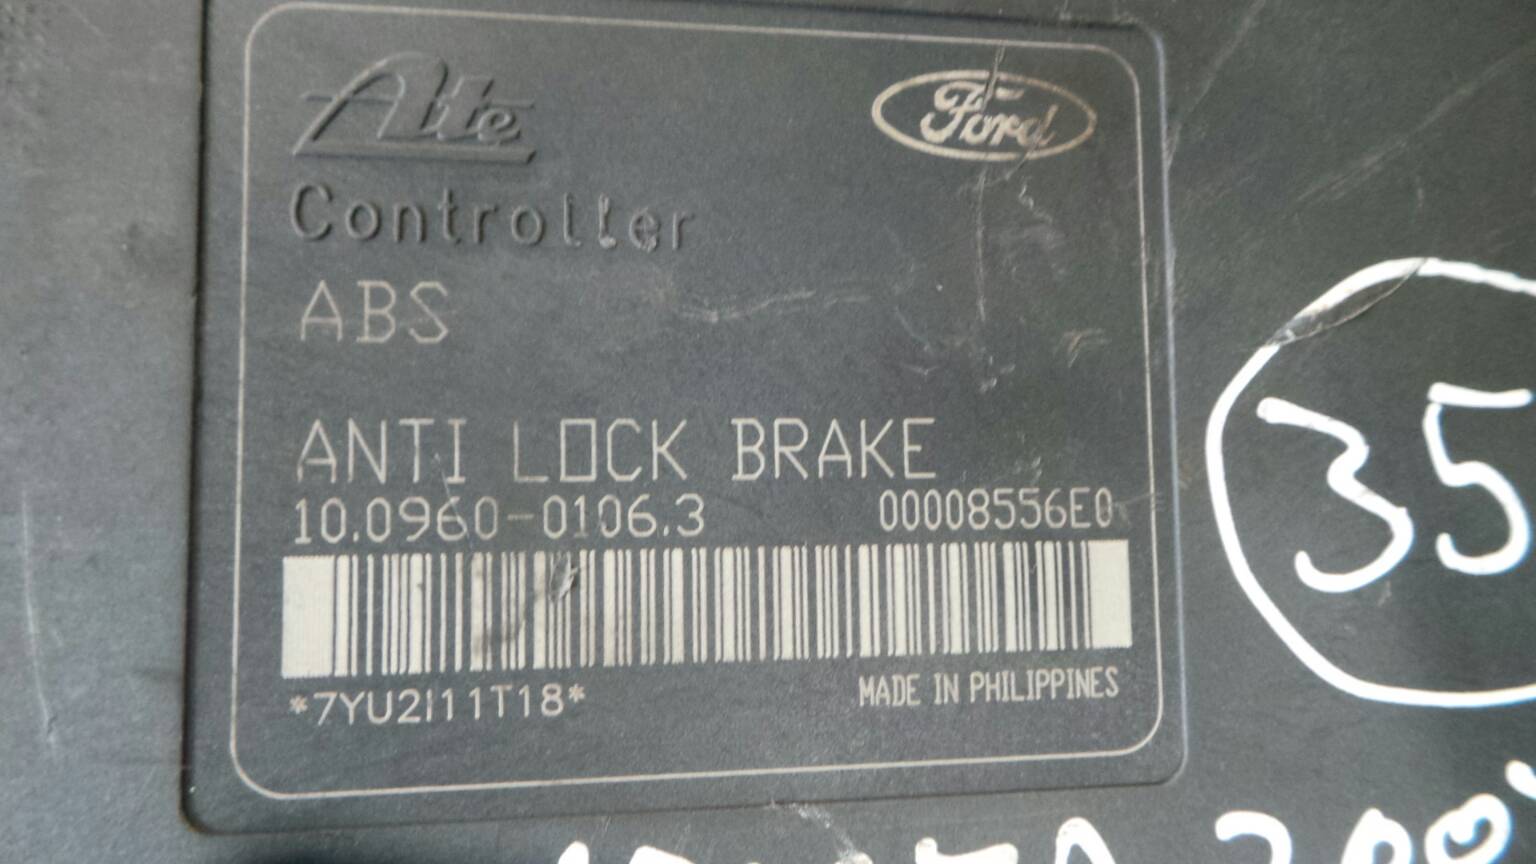 Ate
Ford
Controller
ABS
ANTI LOCK BRAKE
10.0960-0106.3 00008556E0
*7YU2I11T18*
MADE IN PHILIPPINES
35